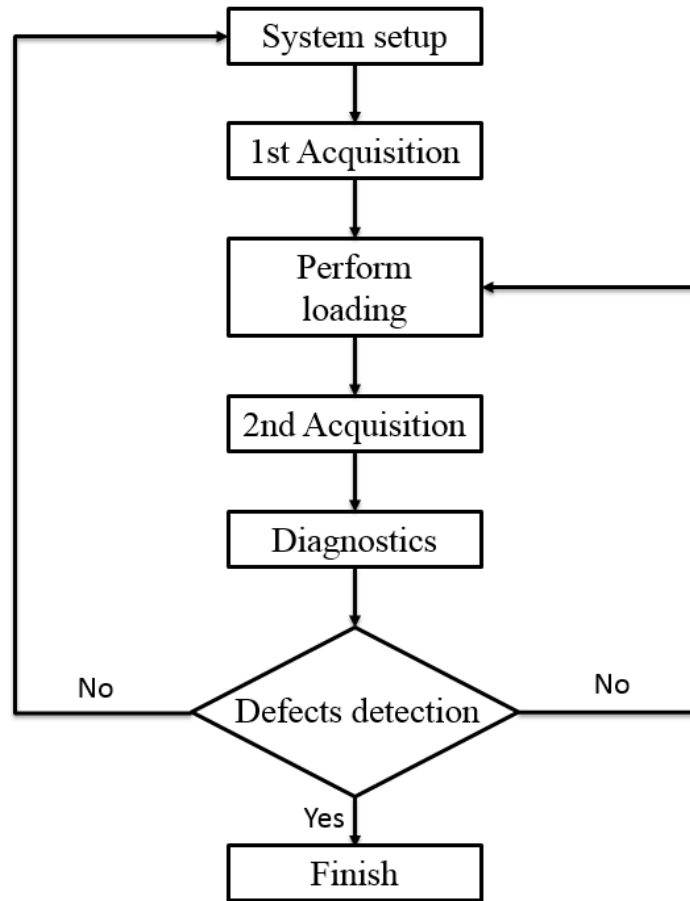 System setup
1st Acquisition
Perform
loading
2nd Acquisition
Diagnostics
No
Defects detection
No
Yes
Finish